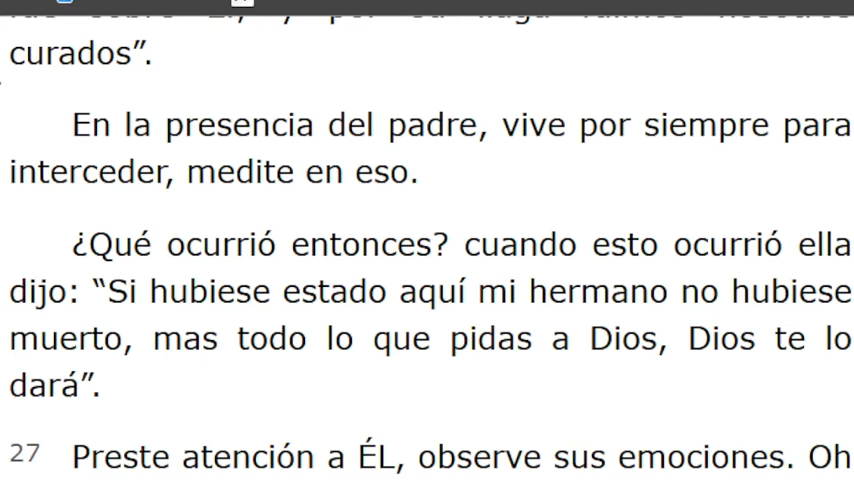 curados”.
En la presencia del padre, vive por siempre para
interceder, medite en eso.
¿Qué ocurrió entonces? cuando esto ocurrió ella
dijo: “Si hubiese estado aquí mi hermano no hubiese
muerto, mas todo lo que pidas a Dios, Dios te lo
dará”.
27 Preste atención a ÉL, observe sus emociones. Oh